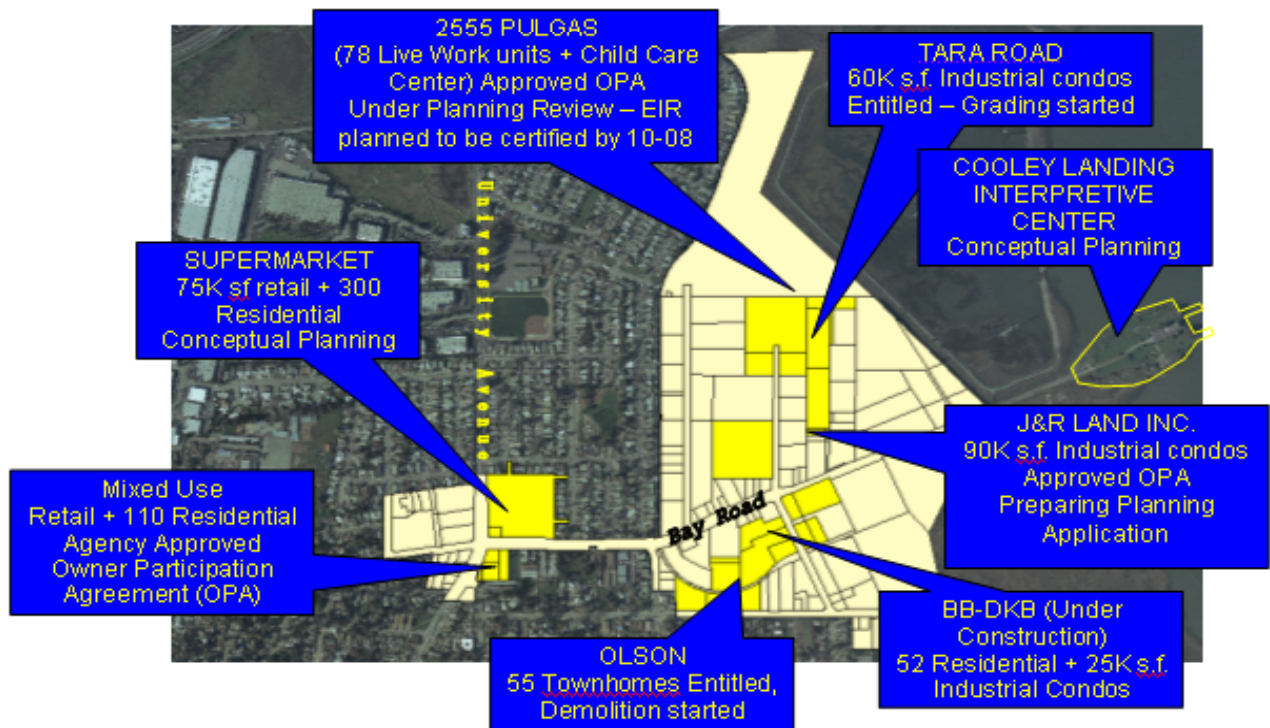 2555 PULGAS
(78 Live Work units + Child Care
Center) Approved OPA
Under Planning Review – EIR
planned to be certified by 10-08
TARA ROAD
60K s.f. Industrial condos
Entitled – Grading started
COOLEY LANDING
INTERPRETIVE
CENTER
Conceptual Planning
University Avenue
SUPERMARKET
75K sf retail + 300
Residential
Conceptual Planning
J&R LAND INC.
90K s.f. Industrial condos
Approved OPA
Preparing Planning
Application
Mixed Use
Retail + 110 Residential
Agency Approved
Owner Participation
Agreement (OPA)
Bay Road
BB-DKB (Under
Construction)
52 Residential + 25K s.f.
Industrial Condos
OLSON
55 Townhomes Entitled,
Demolition started